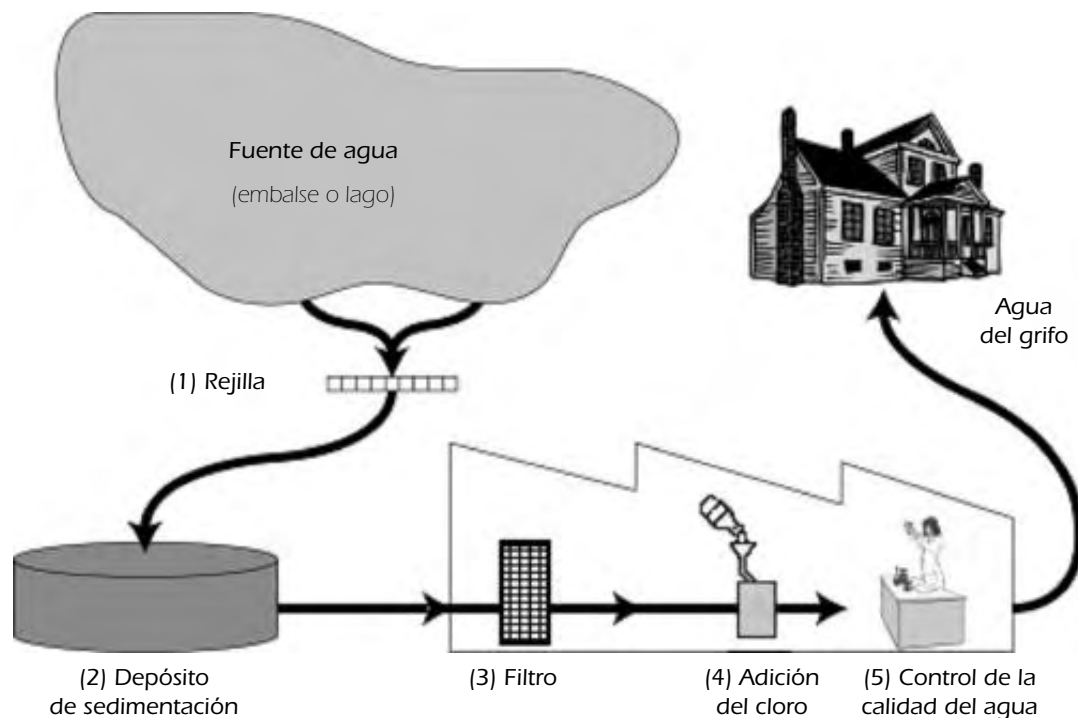 Fuente de agua
(embalse o lago)
Agua
del grifo
(1) Rejilla
(2) Depósito
de sedimentación
(3) Filtro
(4) Adición
del cloro
(5) Control de la
calidad del agua